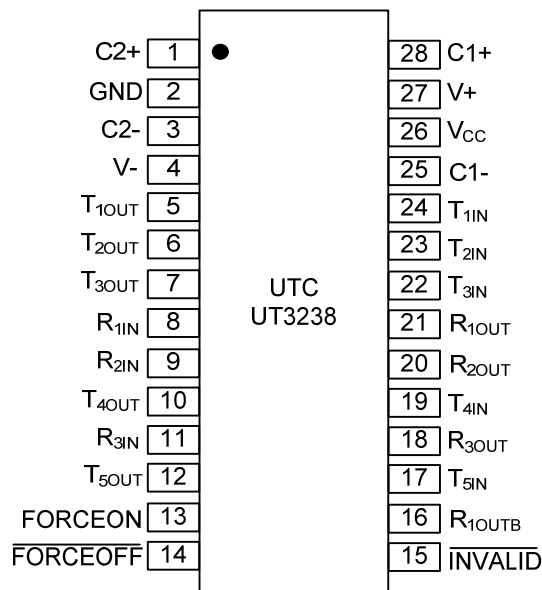 C2+ 1 28 C1+
GND 2 27 V+
C2- 3 26 VCC
V- 4 25 C1-
T1OUT 5 24 T1IN
T2OUT 6 23 T2IN
T3OUT 7 22 T3IN
UTC
UT3238
R1IN 8 21 R1OUT
R2IN 9 20 R2OUT
T4OUT 10 19 T4IN
R3IN 11 18 R3OUT
T5OUT 12 17 T5IN
FORCEON 13 16 R1OUTB
FORCEOFF 14 15 INVALID